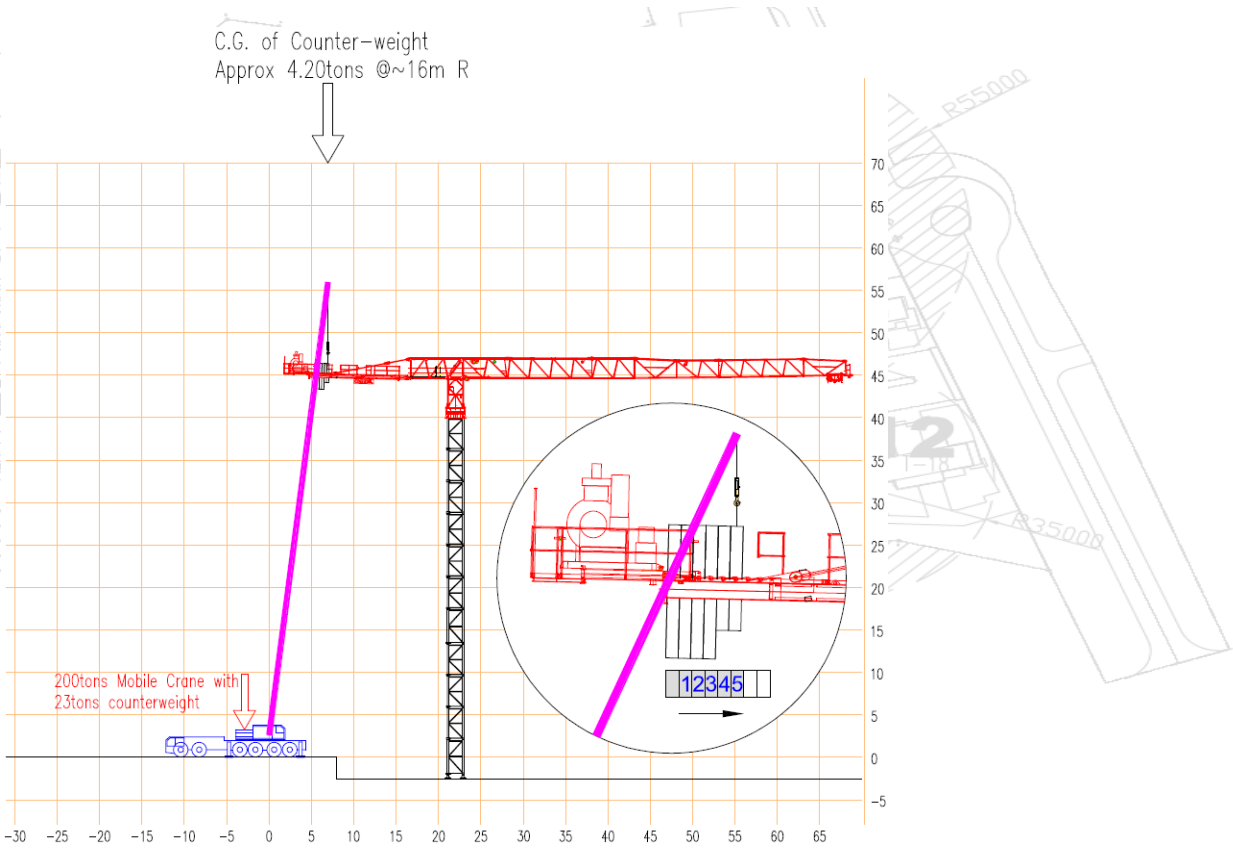 C.G. of Counter-weight
Approx 4.20tons @~16m R
R55000
70
65
60
55
50
45
40
35
30
25
20
15
10
5
0
-5
12
R35000
12345
200tons Mobile Crane with
23tons counterweight
-30 -25 -20 -15 -10 -5 0 5 10 15 20 25 30 35 40 45 50 55 60 65